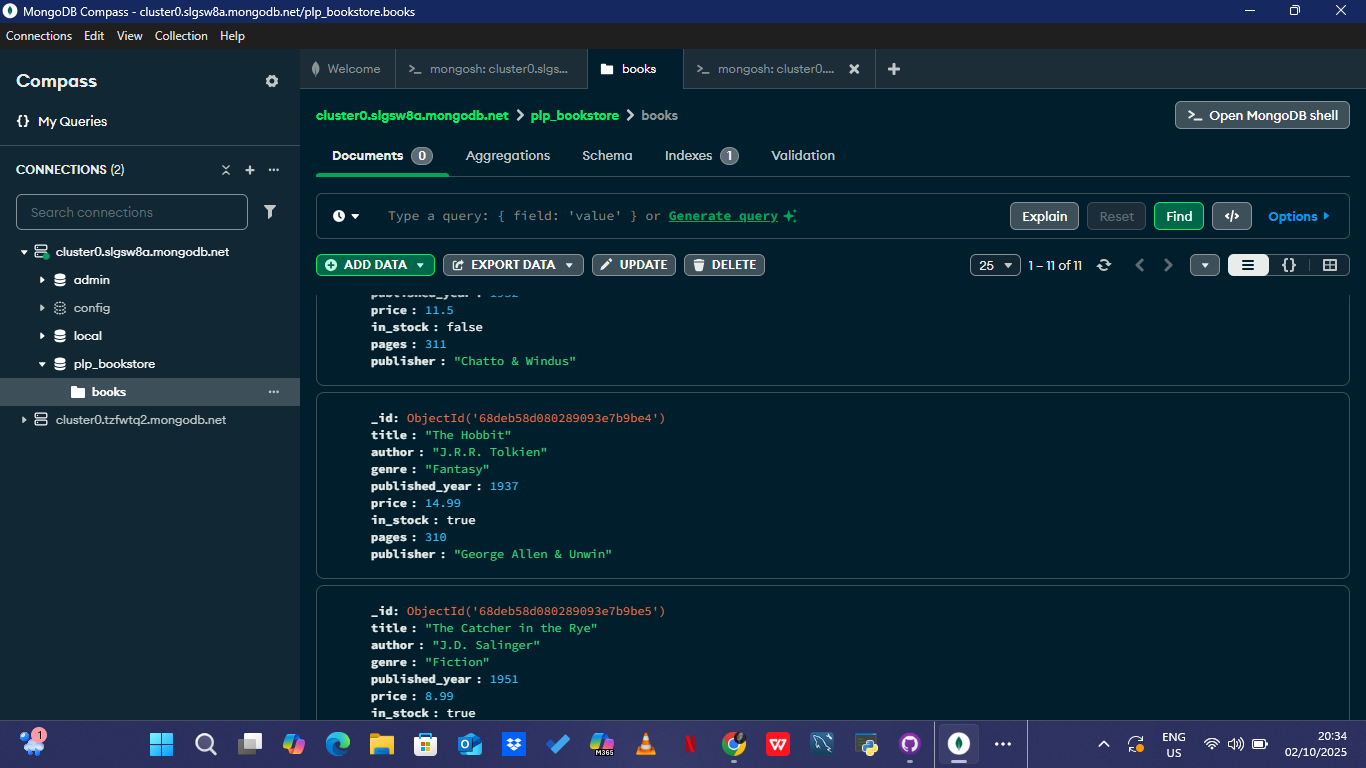 MongoDB Compass - cluster0.slgsw8a.mongodb.net/plp_bookstore.books
Connections Edit View Collection Help
Compass
{} My Queries
CONNECTIONS (2)
Search connections
cluster0.slgsw8a.mongodb.net
admin
config
local
plp_bookstore
books
cluster0.tzfwtq2.mongodb.net
Welcome
>_ mongosh: cluster0.slgs...
books
>_ mongosh: cluster0....
cluster0.slgsw8a.mongodb.net > plp_bookstore > books
>_ Open MongoDB shell
Documents 0 Aggregations Schema Indexes 1 Validation
Type a query: { field: 'value' } or Generate query
Explain Reset Find </> Options
ADD DATA EXPORT DATA UPDATE DELETE
25 1 – 11 of 11 {}
published_year : 1932
price : 11.5
in_stock : false
pages : 311
publisher : "Chatto & Windus"
_id: ObjectId('68deb58d080289093e7b9be4')
title : "The Hobbit"
author : "J.R.R. Tolkien"
genre : "Fantasy"
published_year : 1937
price : 14.99
in_stock : true
pages : 310
publisher : "George Allen & Unwin"
_id: ObjectId('68deb58d080289093e7b9be5')
title : "The Catcher in the Rye"
author : "J.D. Salinger"
genre : "Fiction"
published_year : 1951
price : 8.99
in_stock : true
1
M365
ENG
US
20:34
02/10/2025